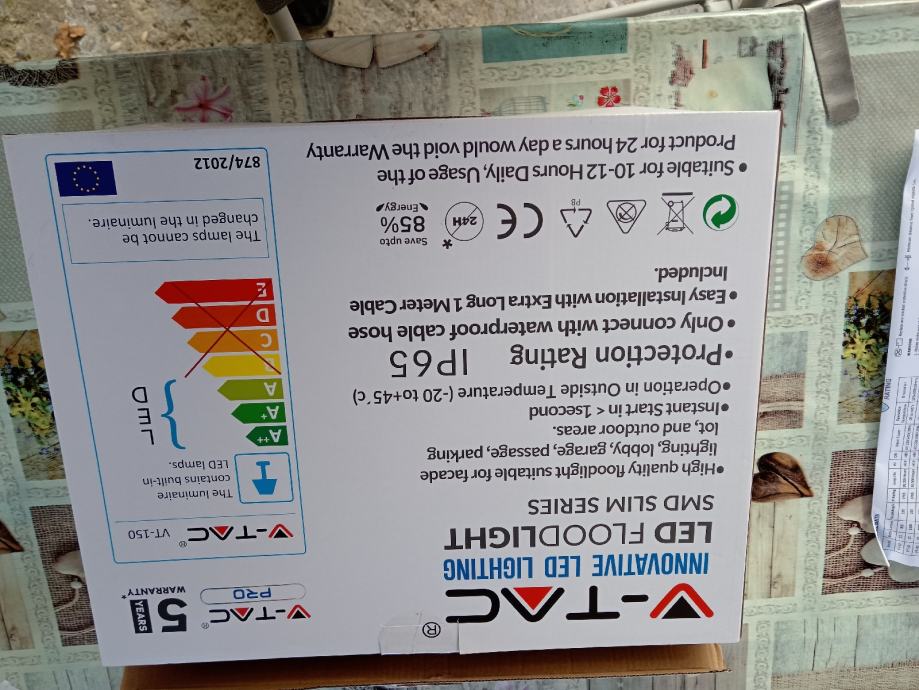 V-TAC®
INNOVATIVE LED LIGHTING
LED FLOODLIGHT
SMD SLIM SERIES
•High quality floodlight suitable for facade
lighting, lobby, garage, passage, parking
lot, and outdoor areas.
•Instant Start in < 1second
•Operation in Outside Temperature (-20 to+45°c)
•Protection Rating IP65
•Only connect with waterproof cable hose
•Easy Installation with Extra Long 1 Meter Cable
Included.
PB
CE
24H
*
Save upto
85%
Energy
• Suitable for 10-12 Hours Daily, Usage of the
Product for 24 hours a day would void the Warranty
V-TAC®
PRO
5 YEARS
WARRANTY*
V-TAC® VT-150
The luminaire
contains built-in
LED lamps.
A++
A+
A
B
C
D
E
LED
The lamps cannot be
changed in the luminaire.
874/2012